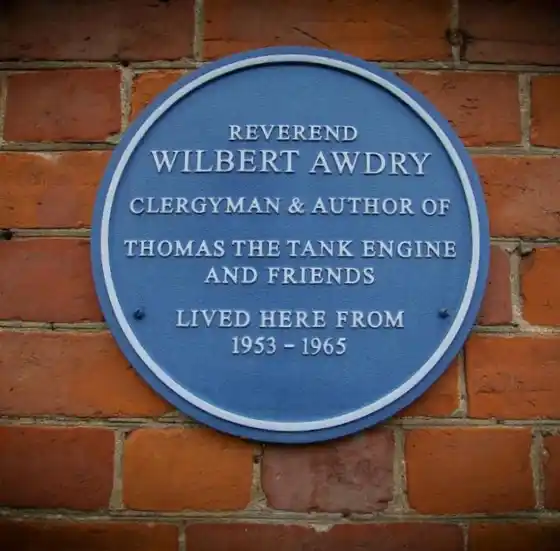 REVEREND
WILBERT AWDRY
CLERGYMAN & AUTHOR OF
THOMAS THE TANK ENGINE
AND FRIENDS
LIVED HERE FROM
1953 – 1965